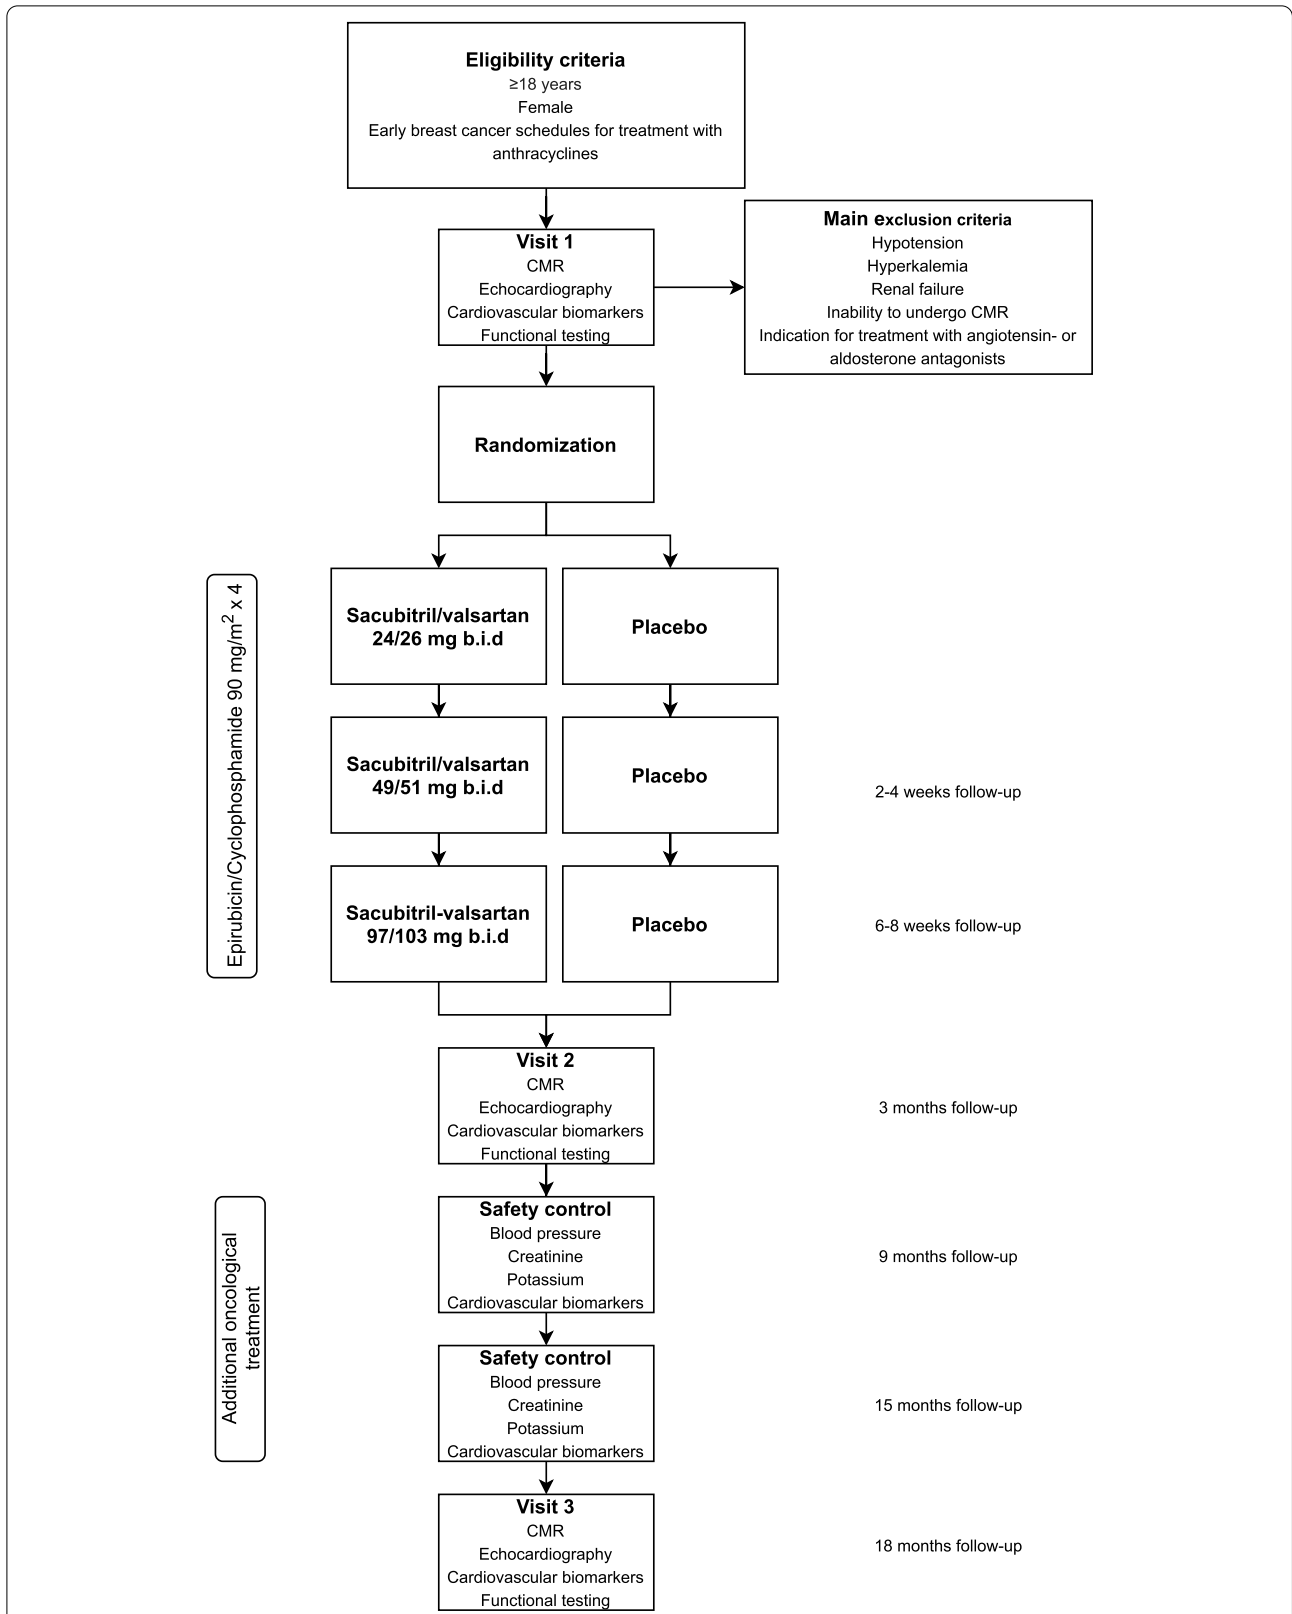 Eligibility criteria
≥18 years
Female
Early breast cancer schedules for treatment with
anthracyclines
Main exclusion criteria
Hypotension
Hyperkalemia
Renal failure
Inability to undergo CMR
Indication for treatment with angiotensin- or
aldosterone antagonists
Visit 1
CMR
Echocardiography
Cardiovascular biomarkers
Functional testing
Randomization
Epirubicin/Cyclophosphamide 90 mg/m² x 4
Sacubitril/valsartan
24/26 mg b.i.d
Placebo
Sacubitril/valsartan
49/51 mg b.i.d
Placebo
2-4 weeks follow-up
Sacubitril-valsartan
97/103 mg b.i.d
Placebo
6-8 weeks follow-up
Visit 2
CMR
Echocardiography
Cardiovascular biomarkers
Functional testing
3 months follow-up
Additional oncological
treatment
Safety control
Blood pressure
Creatinine
Potassium
Cardiovascular biomarkers
9 months follow-up
Safety control
Blood pressure
Creatinine
Potassium
Cardiovascular biomarkers
15 months follow-up
Visit 3
CMR
Echocardiography
Cardiovascular biomarkers
Functional testing
18 months follow-up